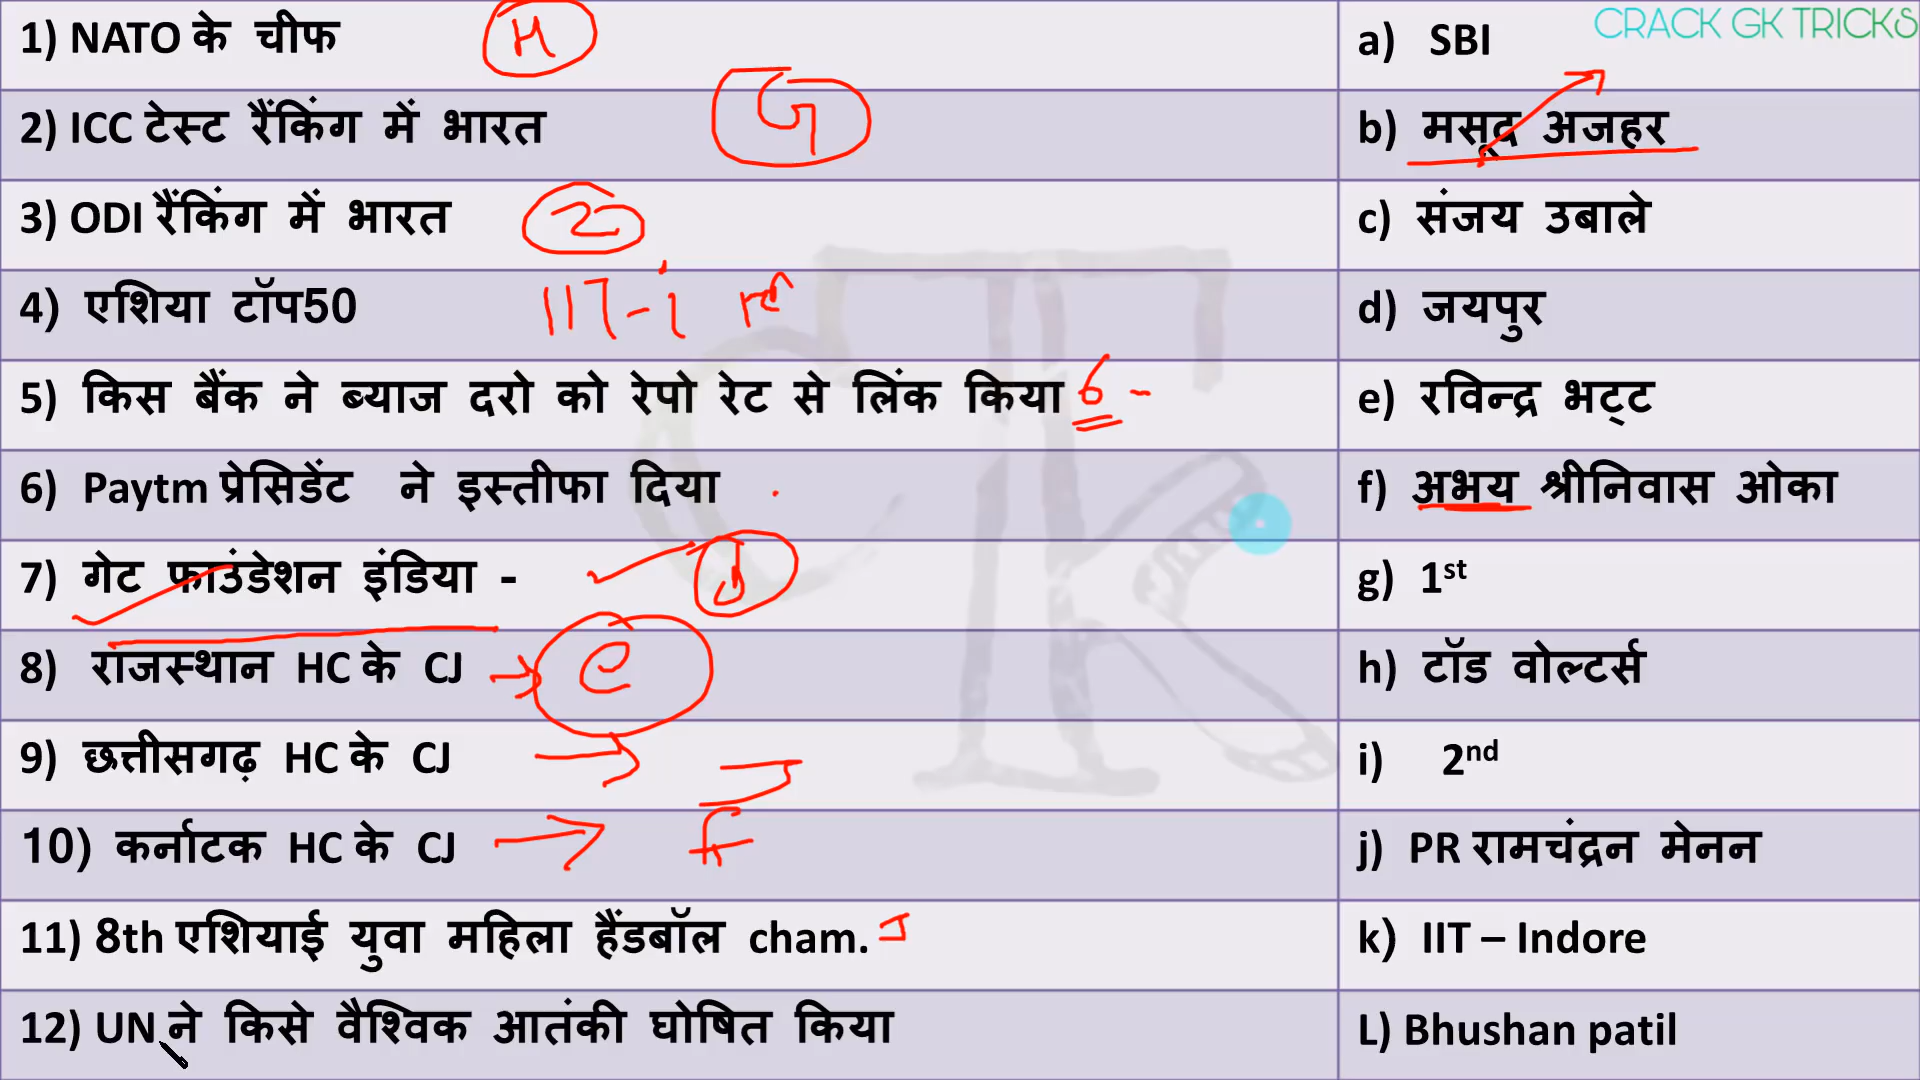 CRACK GK TRICKS
1) NATO के चीफ H
a) SBI
2) ICC टेस्ट रैंकिंग में भारत G
b) मसूद अजहर
3) ODI रैंकिंग में भारत 2
c) संजय उबाले
4) एशिया टॉप50 IIT-i
d) जयपुर
5) किस बैंक ने ब्याज दरो को रेपो रेट से लिंक किया 6 -
e) रविन्द्र भट्ट
6) Paytm प्रेसिडेंट ने इस्तीफा दिया
f) अभय श्रीनिवास ओका
7) गेट फाउंडेशन इंडिया - d
g) 1st
8) राजस्थान HC के CJ e
h) टॉड वोल्टर्स
9) छत्तीसगढ़ HC के CJ J
i) 2nd
10) कर्नाटक HC के CJ f
j) PR रामचंद्रन मेनन
11) 8th एशियाई युवा महिला हैंडबॉल cham. J
k) IIT – Indore
12) UN ने किसे वैश्विक आतंकी घोषित किया
L) Bhushan patil